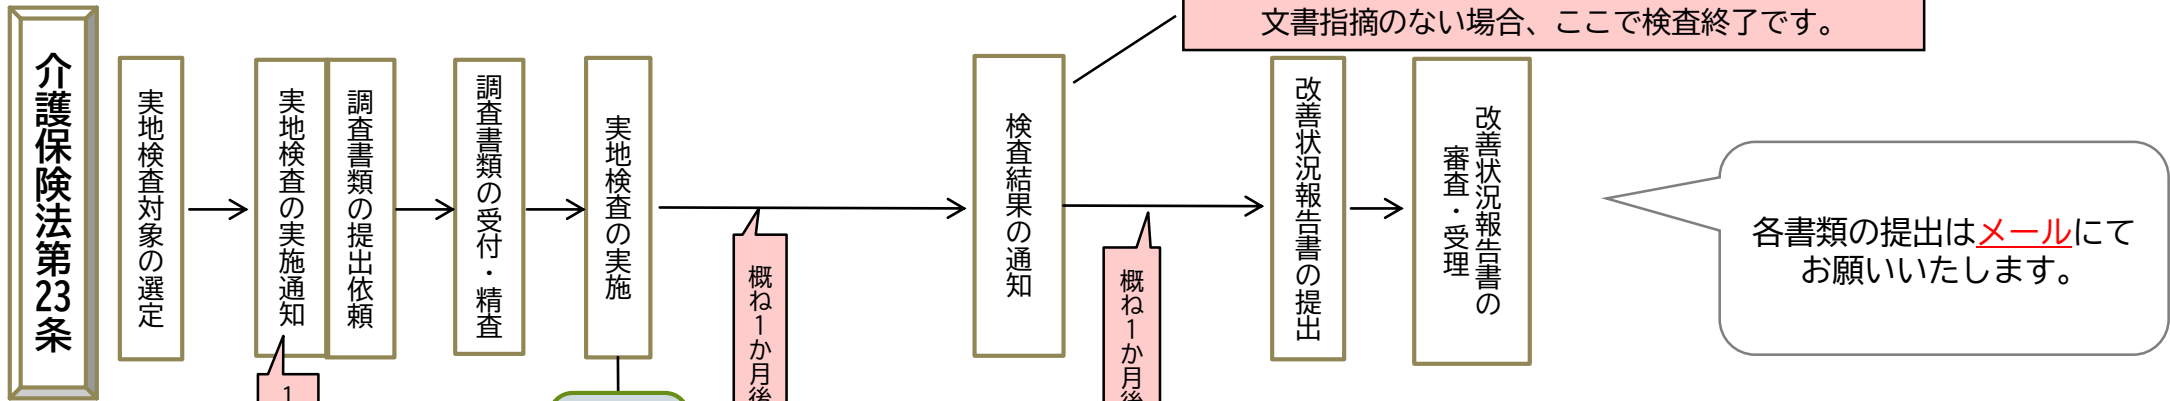 文書指摘のない場合、ここで検査終了です。
介護保険法第23条
実地検査対象の選定
実地検査の実施通知
調査書類の提出依頼
調査書類の受付・精査
実地検査の実施
検査結果の通知
改善状況報告書の提出
改善状況報告書の
審査・受理
各書類の提出はメールにて
お願いいたします。
1
概ね1か月後
概ね1か月後